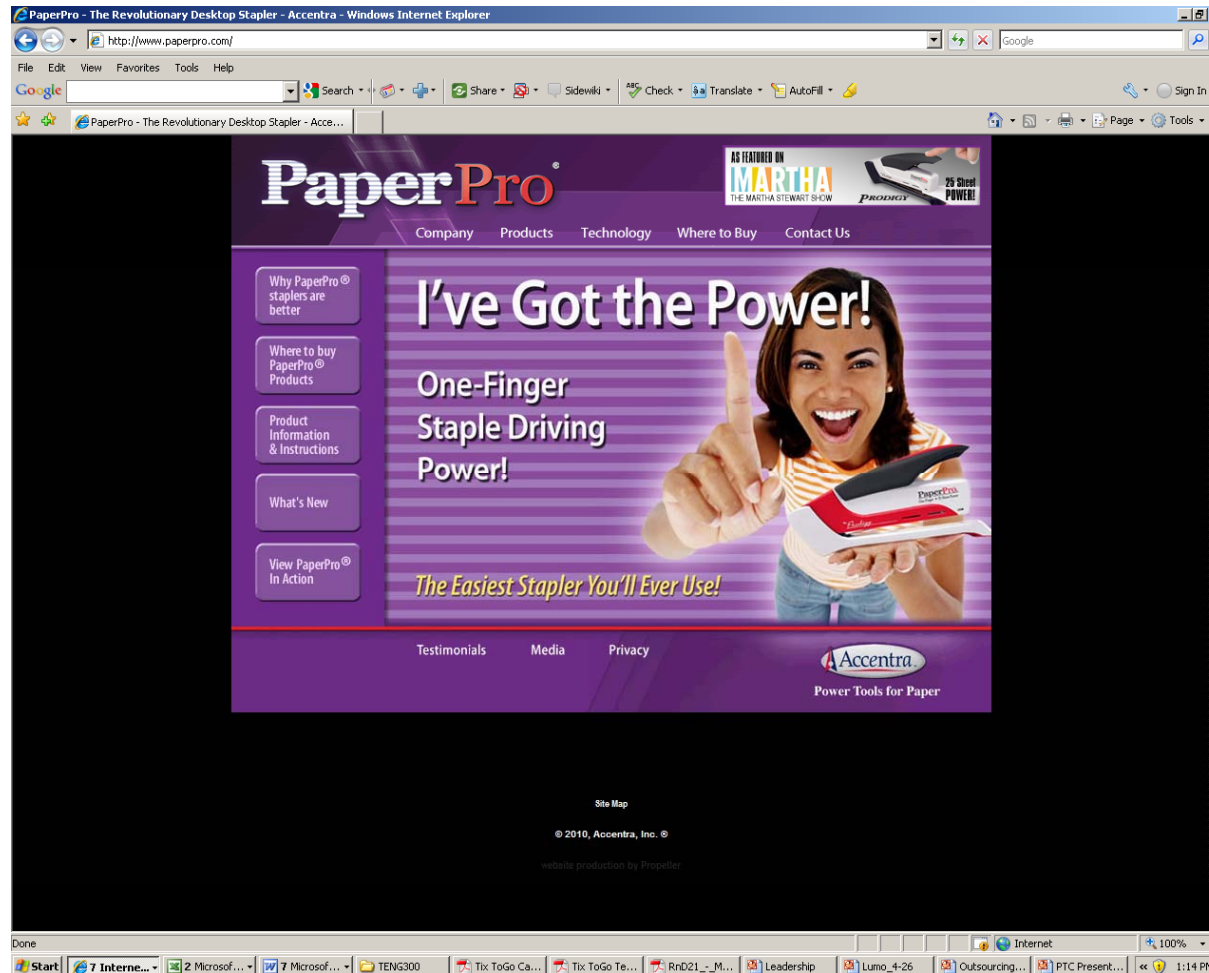 PaperPro - The Revolutionary Desktop Stapler - Accentra - Windows Internet Explorer
http://www.paperpro.com/
Google
File Edit View Favorites Tools Help
Google Search Share Sidewiki Check Translate AutoFill Sign In
PaperPro - The Revolutionary Desktop Stapler - Acce... Page Tools
PaperPro®
AS FEATURED ON
MARTHA
THE MARTHA STEWART SHOW
PRODIGY
25 Sheet
POWER!
Company Products Technology Where to Buy Contact Us
Why PaperPro®
staplers are
better
Where to buy
PaperPro®
Products
Product
Information
& Instructions
What's New
View PaperPro®
In Action
I've Got the Power!
One-Finger
Staple Driving
Power!
PaperPro
Prodigy
The Easiest Stapler You'll Ever Use!
Testimonials Media Privacy
Accentra
Power Tools for Paper
Site Map
© 2010, Accentra, Inc. ®
website production by Propeller
Done Internet 100%
Start 7 Interne... 2 Microsof... 7 Microsof... TENG300 Tix ToGo Ca... Tix ToGo Te... RnD21_-_M... Leadership Lumo_4-26 Outsourcing... PTC Present... « 1:14 PM